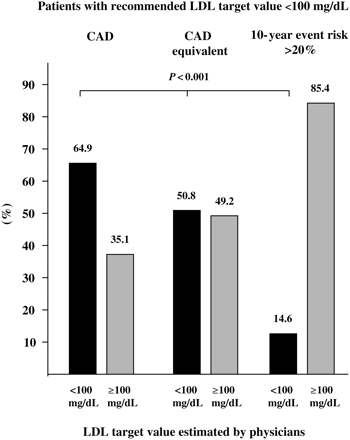 Patients with recommended LDL target value <100 mg/dL
CAD
CAD
equivalent
10-year event risk
>20%
P < 0.001
(%)
90
80
70
60
50
40
30
20
10
64.9
35.1
50.8
49.2
14.6
85.4
<100
mg/dL
≥100
mg/dL
<100
mg/dL
≥100
mg/dL
<100
mg/dL
≥100
mg/dL
LDL target value estimated by physicians